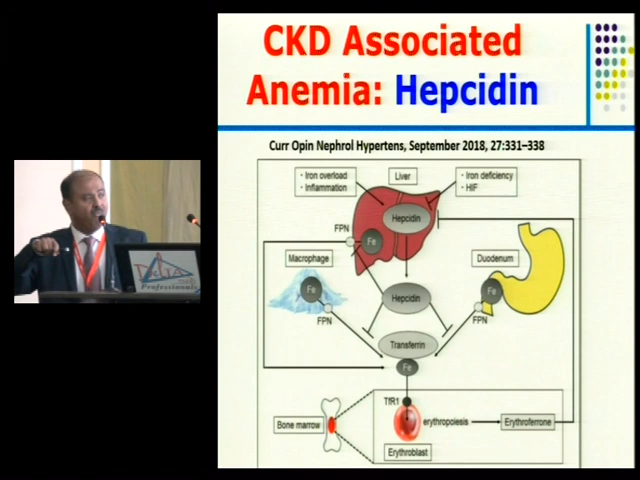 CKD Associated
Anemia: Hepcidin
Curr Opin Nephrol Hypertens, September 2018, 27:331–338
· Iron overload
· Inflammation
Liver
· Iron deficiency
· HIF
Hepcidin
FPN
Fe
Macrophage
Duodenum
Fe
Hepcidin
Fe
FPN
FPN
Transferrin
Fe
TfR1
Bone marrow
erythropoiesis
Erythroferrone
Erythroblast
Professionals